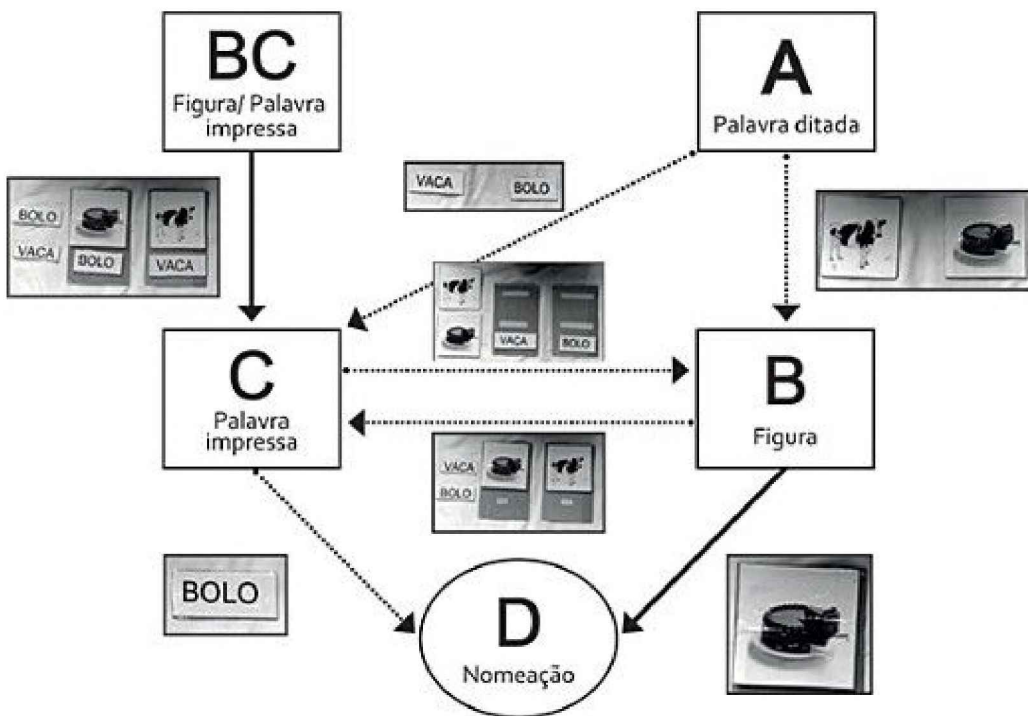 BC
Figura/ Palavra
impressa
A
Palavra ditada
VACA
BOLO
BOLO
VACA
BOLO
VACA
VACA
BOLO
C
Palavra
impressa
B
Figura
VACA
BOLO
BOLO
D
Nomeação